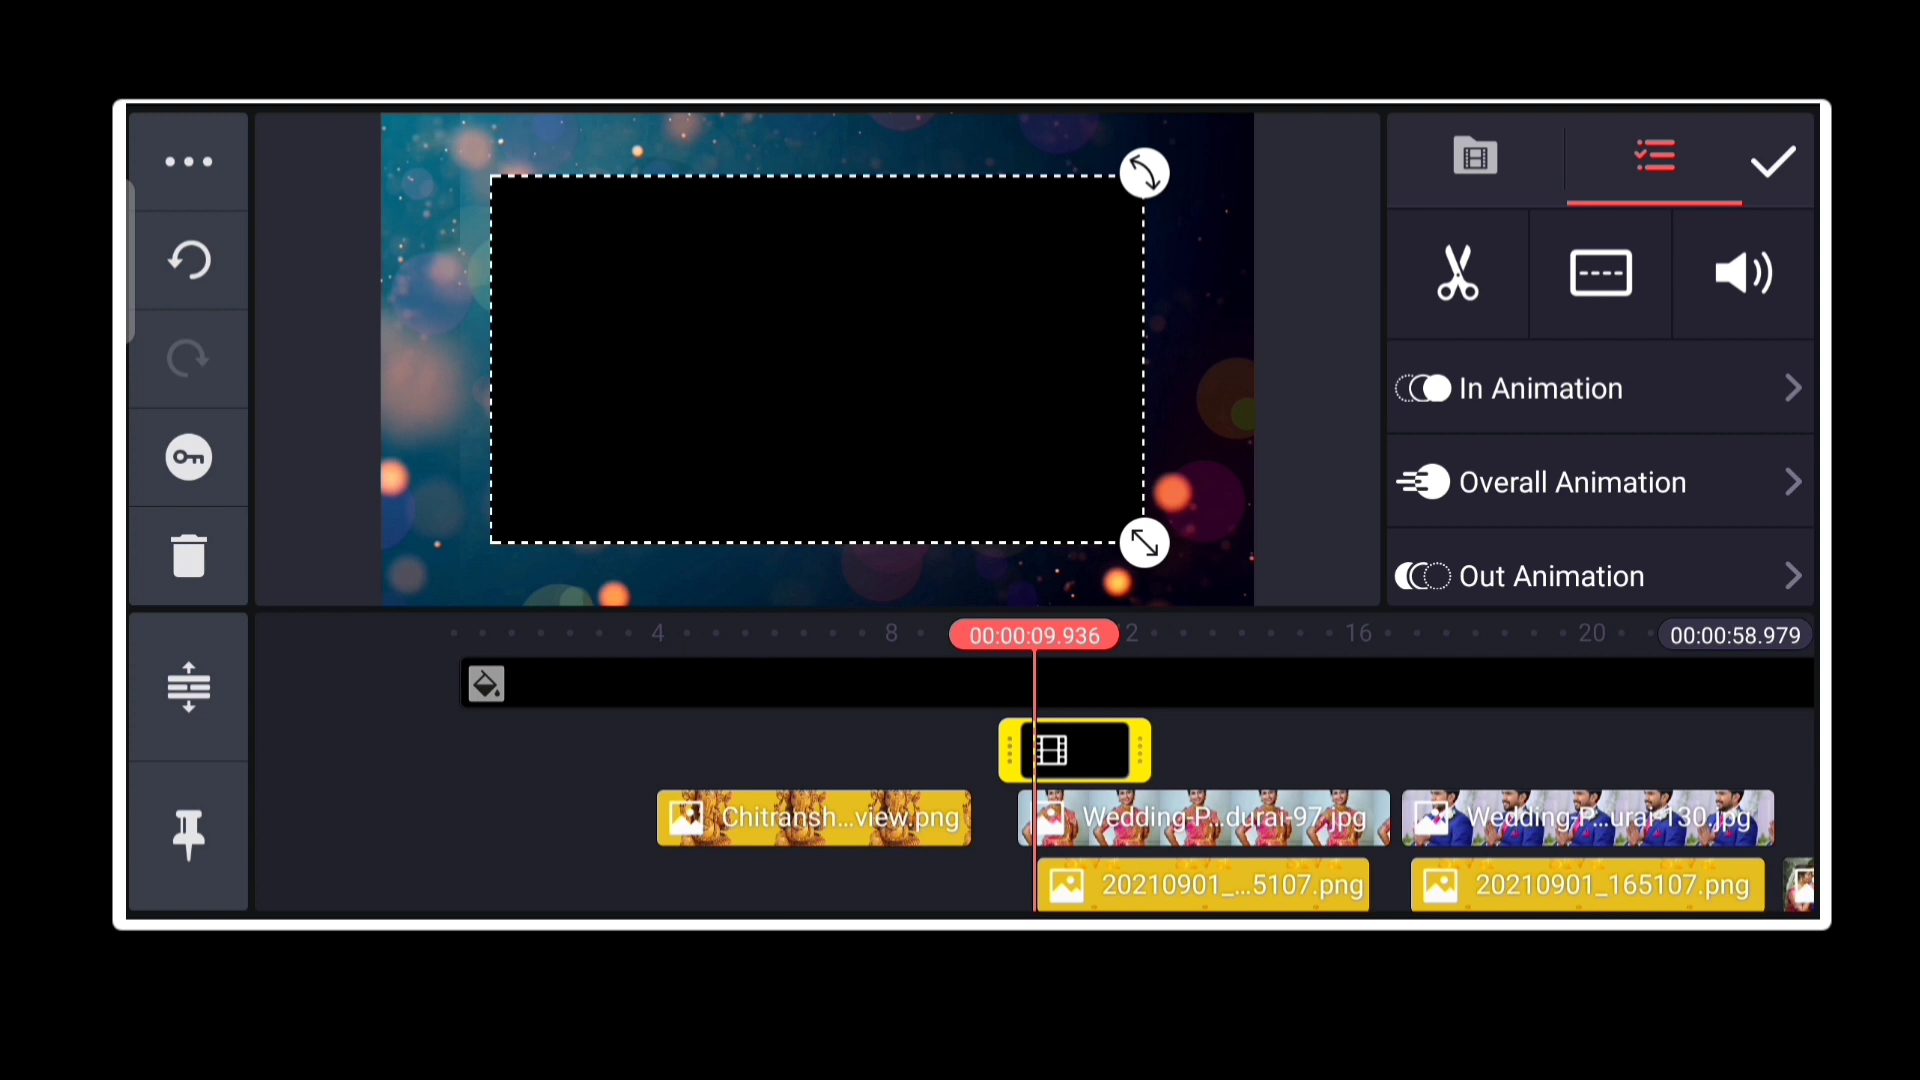 In Animation
Overall Animation
Out Animation
4 8 00:00:09.936 2 16 20 00:00:58.979
Chitransh...view.png
Wedding-P...durai-97.jpg
Wedding-P...urai-130.jpg
20210901_...5107.png
20210901_165107.png